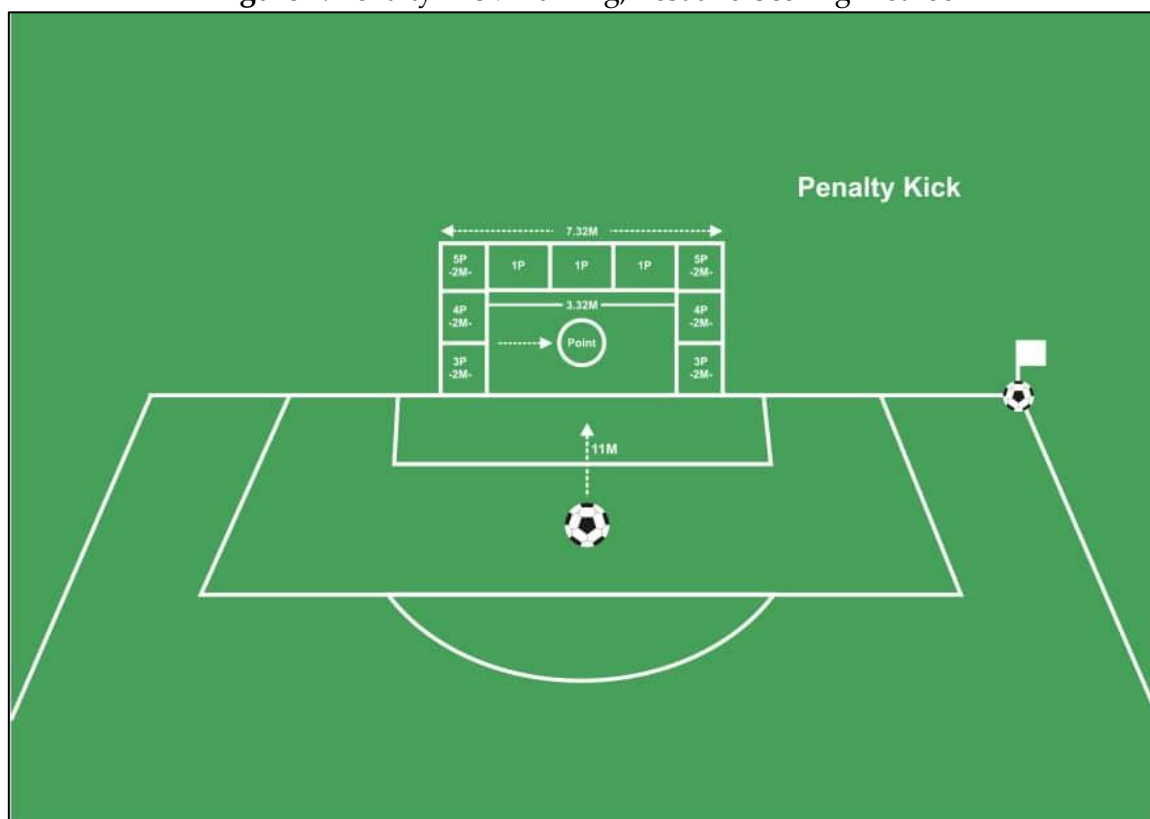 Penalty Kick
7.32M
5P
-2M-
1P
1P
1P
5P
-2M-
4P
-2M-
3.32M
4P
-2M-
Point
3P
-2M-
3P
-2M-
11M